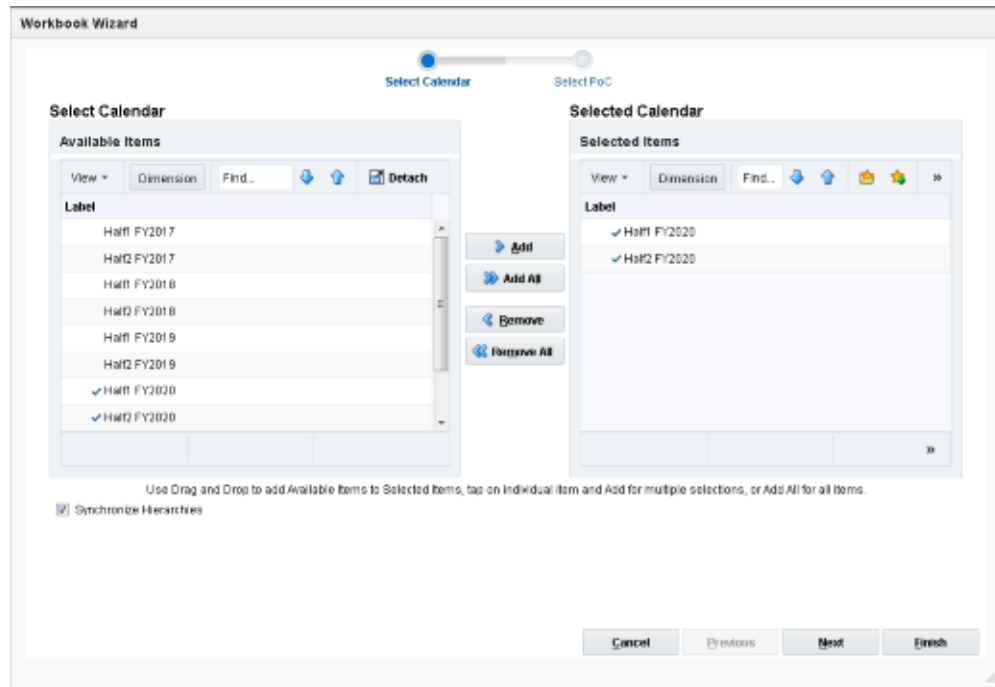 Workbook Wizard
Select Calendar
Select PoC
Select Calendar
Available Items
View
Dimension
Find...
Detach
Label
Half1 FY2017
Half2 FY2017
Half1 FY2018
Half2 FY2018
Half1 FY2019
Half2 FY2019
Half1 FY2020
Half2 FY2020
Add
Add All
Remove
Remove All
Selected Calendar
Selected Items
View
Dimension
Find...
»
Label
Half1 FY2020
Half2 FY2020
»
Use Drag and Drop to add Available Items to Selected Items, tap on individual item and Add for multiple selections, or Add All for all items.
Synchronize Hierarchies
Cancel
Previous
Next
Finish